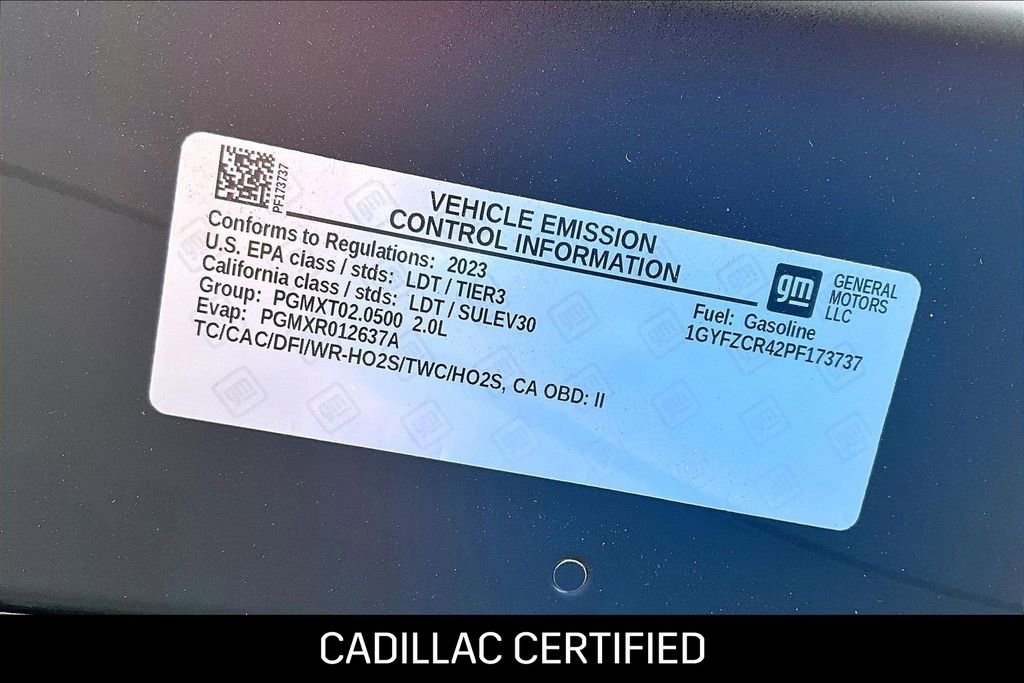 PF173737
VEHICLE EMISSION
CONTROL INFORMATION
Conforms to Regulations: 2023
U.S. EPA class / stds: LDT / TIER3
California class / stds: LDT / SULEV30
Group: PGMXT02.0500 2.0L
Evap: PGMXR012637A
TC/CAC/DFI/WR-HO2S/TWC/HO2S, CA OBD: II
gm
GENERAL
MOTORS
LLC
Fuel: Gasoline
1GYFZCR42PF173737
CADILLAC CERTIFIED